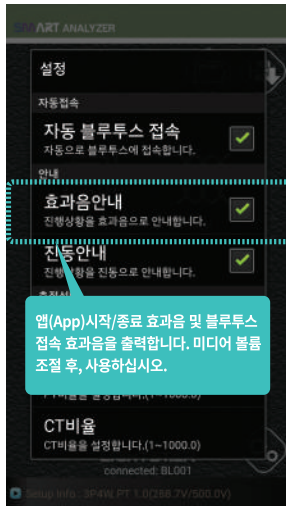 SMART ANALYZER
설정
자동접속
자동 블루투스 접속
자동으로 블루투스에 접속합니다.
안내
효과음안내
진행상황을 효과음으로 안내합니다.
진동안내
진행상황을 진동으로 안내합니다.
앱(App)시작/종료 효과음 및 블루투스
접속 효과음을 출력합니다. 미디어 볼륨
조절 후, 사용하십시오.
CT비율
CT비율을 설정합니다.(1~1000.0)
connected: BL001
Setup Info : 3P4W,PT 1.0(288.7V/500.0V)